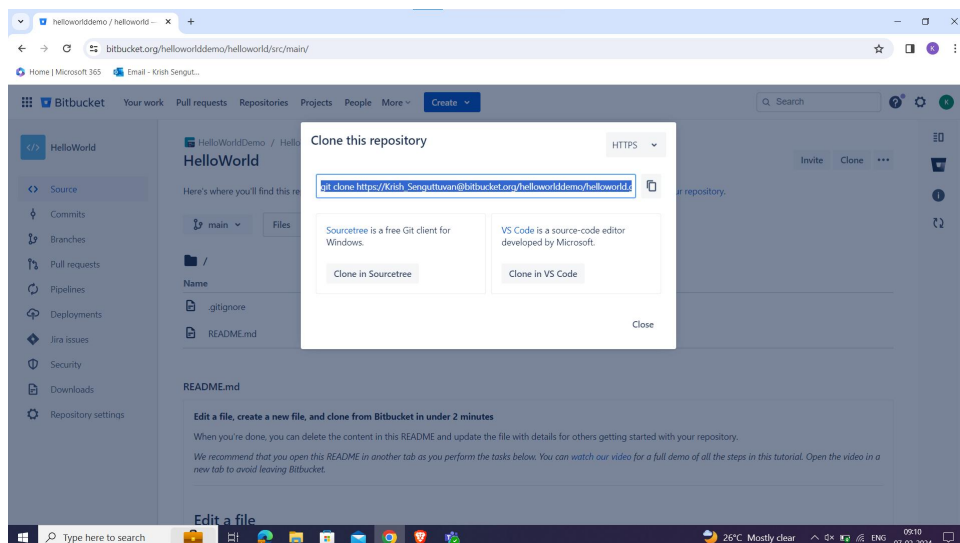 helloworlddemo / helloworld —
bitbucket.org/helloworlddemo/helloworld/src/main/
K
Home | Microsoft 365
Email - Krish Sengut...
Bitbucket
Your work
Pull requests
Repositories
Projects
People
More
Create
Search
K
HelloWorld
Source
Commits
Branches
Pull requests
Pipelines
Deployments
Jira issues
Security
Downloads
Repository settings
HelloWorldDemo / Hello
HelloWorld
Invite
Clone
Here's where you'll find this re
ur repository.
main
Files
/
Name
.gitignore
README.md
Clone this repository
HTTPS
git clone https://Krish_Senguttuvan@bitbucket.org/helloworlddemo/helloworld.
Sourcetree is a free Git client for
Windows.
Clone in Sourcetree
VS Code is a source-code editor
developed by Microsoft.
Clone in VS Code
Close
README.md
Edit a file, create a new file, and clone from Bitbucket in under 2 minutes
When you're done, you can delete the content in this README and update the file with details for others getting started with your repository.
We recommend that you open this README in another tab as you perform the tasks below. You can watch our video for a full demo of all the steps in this tutorial. Open the video in a
new tab to avoid leaving Bitbucket.
Edit a file
Type here to search
26°C Mostly clear
ENG
09:10
07-02-2024